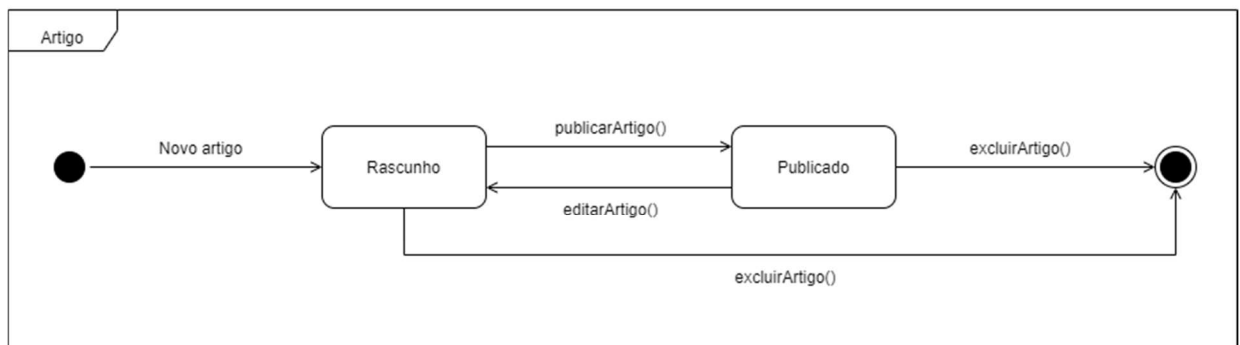 Artigo
Novo artigo
Rascunho
publicarArtigo()
editarArtigo()
Publicado
excluirArtigo()
excluirArtigo()